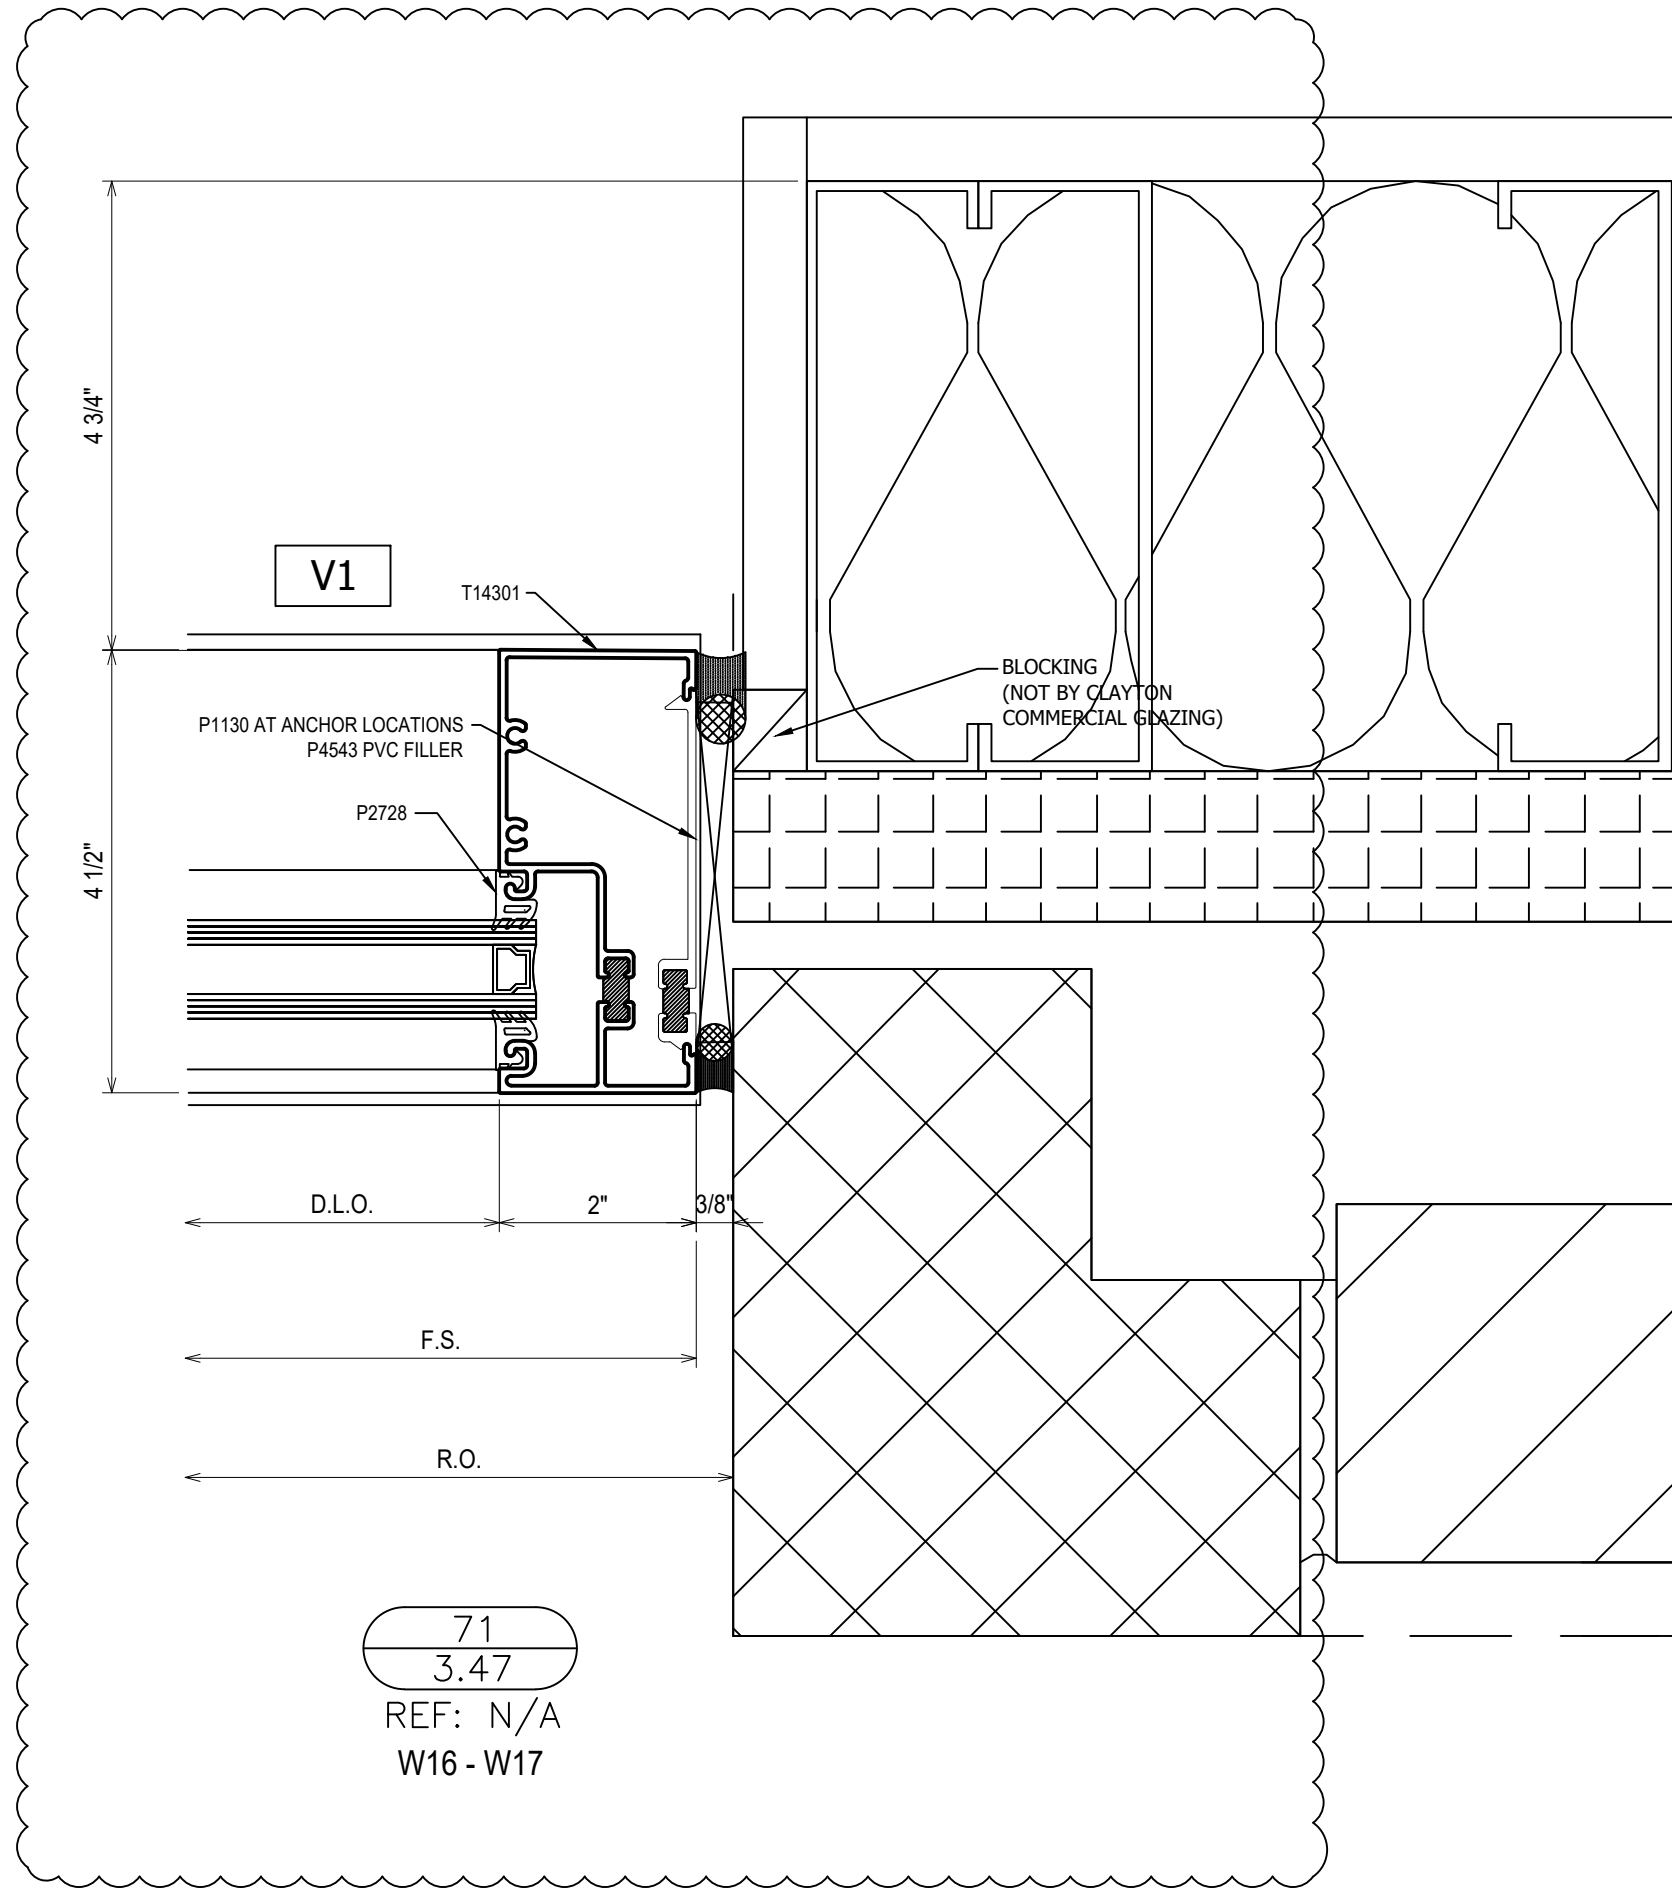 4 3/4"
V1
T14301
BLOCKING
(NOT BY CLAYTON
COMMERCIAL GLAZING)
P1130 AT ANCHOR LOCATIONS
P4543 PVC FILLER
P2728
4 1/2"
D.L.O.
2"
3/8"
F.S.
R.O.
71
3.47
REF: N/A
W16 - W17